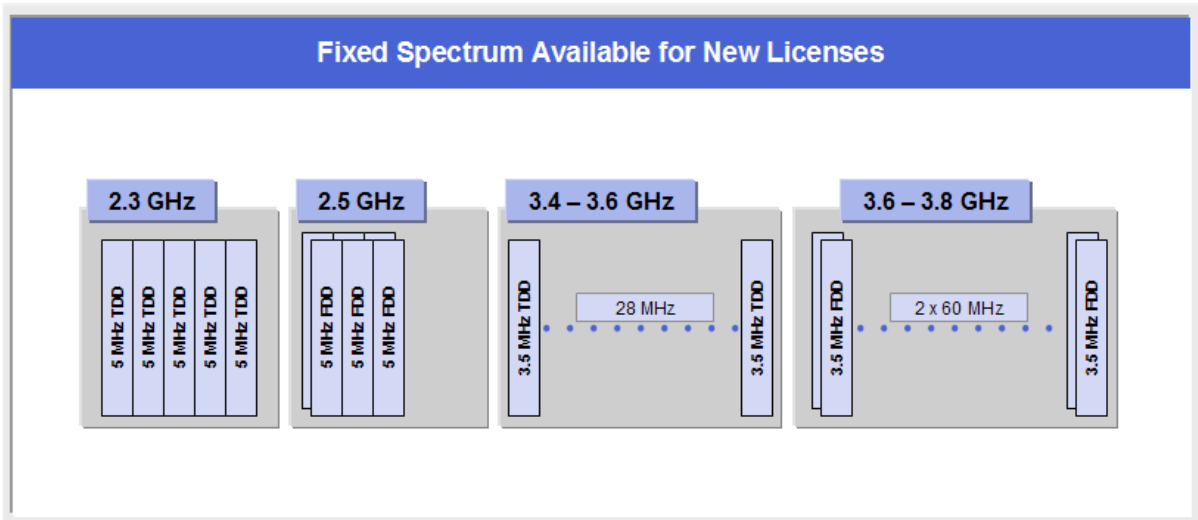 Fixed Spectrum Available for New Licenses
2.3 GHz
5 MHz TDD
5 MHz TDD
5 MHz TDD
5 MHz TDD
5 MHz TDD
2.5 GHz
5 MHz FDD
5 MHz FDD
5 MHz FDD
3.4 – 3.6 GHz
3.5 MHz TDD
28 MHz
3.5 MHz TDD
3.6 – 3.8 GHz
3.5 MHz FDD
2 x 60 MHz
3.5 MHz FDD